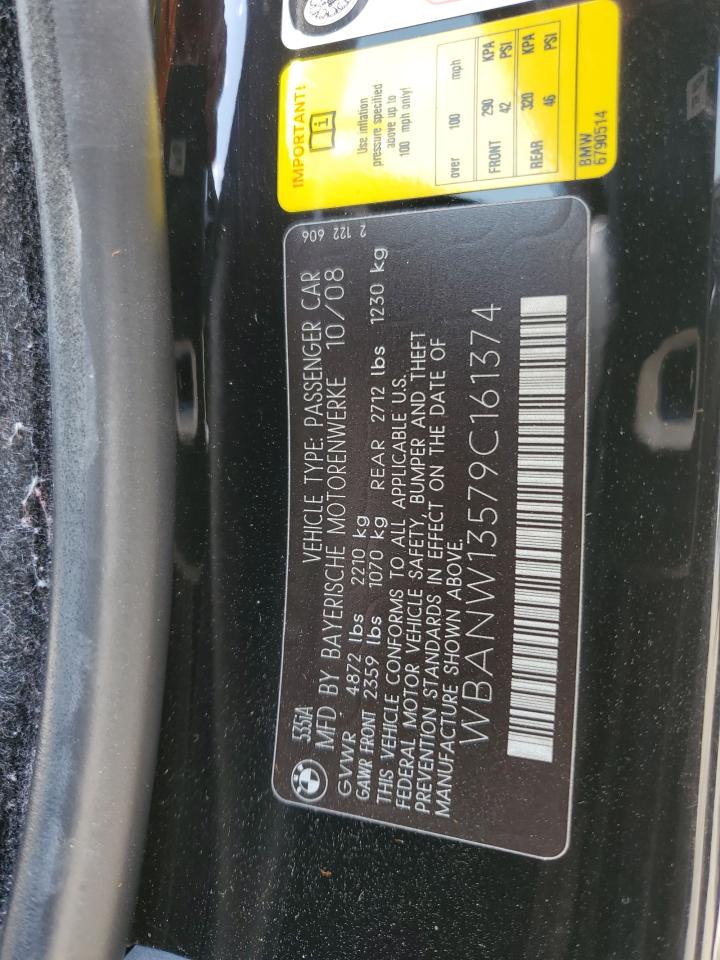 335iA
VEHICLE TYPE: PASSENGER CAR
MFD BY BAYERISCHE MOTORENWERKE 10/08
GVWR 4872 lbs 2210 kg
GAWR FRONT 2359 lbs 1070 kg REAR 2712 lbs 1230 kg
THIS VEHICLE CONFORMS TO ALL APPLICABLE U.S.
FEDERAL MOTOR VEHICLE SAFETY, BUMPER AND THEFT
PREVENTION STANDARDS IN EFFECT ON THE DATE OF
MANUFACTURE SHOWN ABOVE.
WBANW13579C161374
2 122 606
IMPORTANT!
Use inflation
pressure specified
above up to
100 mph only!
over 100 mph
KPA PSI KPA
FRONT 290 42 PSI
REAR 320 46
BMW
6790514